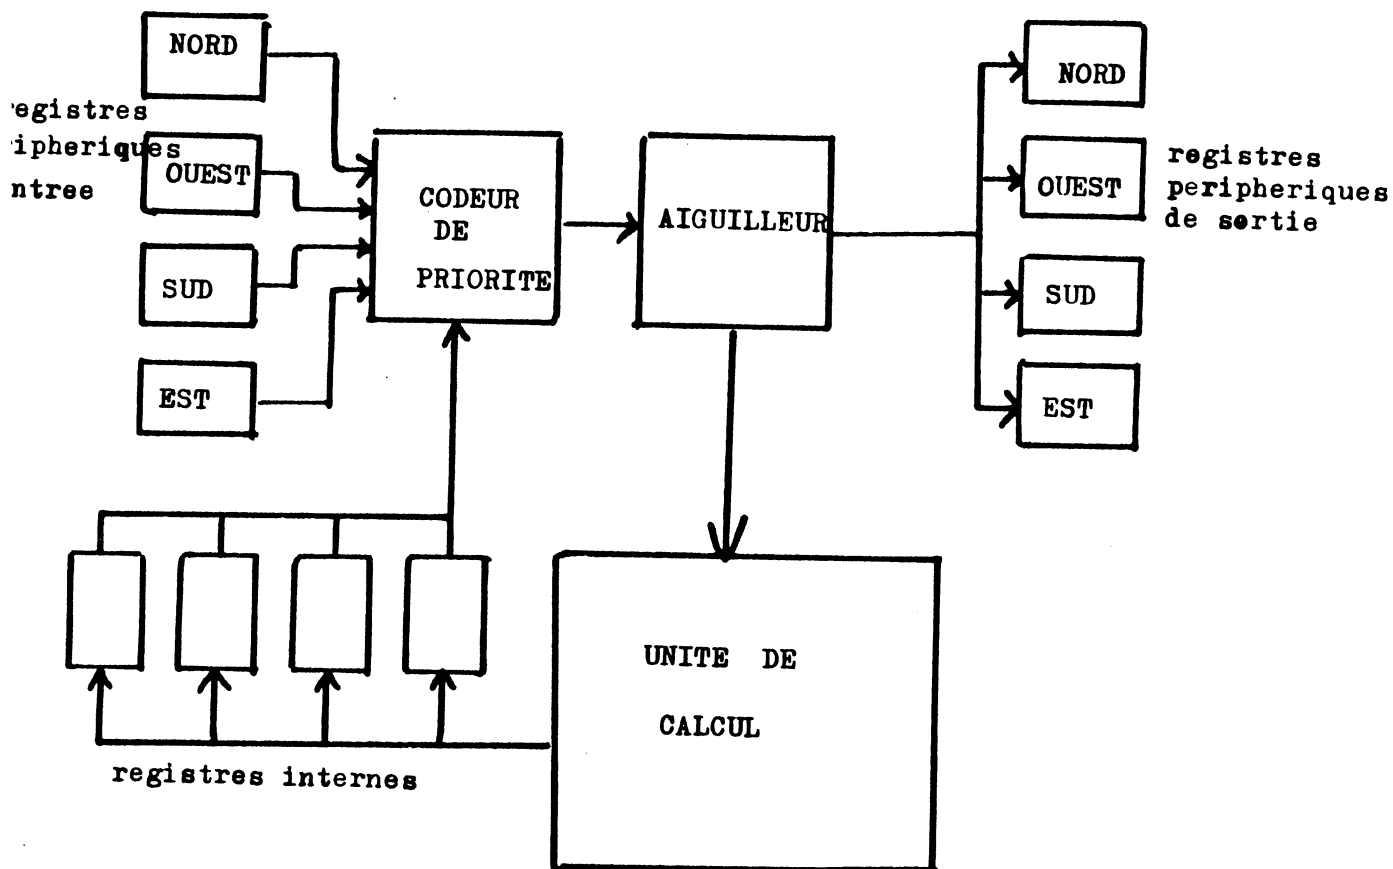 NORD
egistres
ipheriques
ntree
OUEST
SUD
EST
CODEUR
DE
PRIORITE
AIGUILLEUR
NORD
OUEST
SUD
EST
registres
peripheriques
de sortie
UNITE DE
CALCUL
registres internes